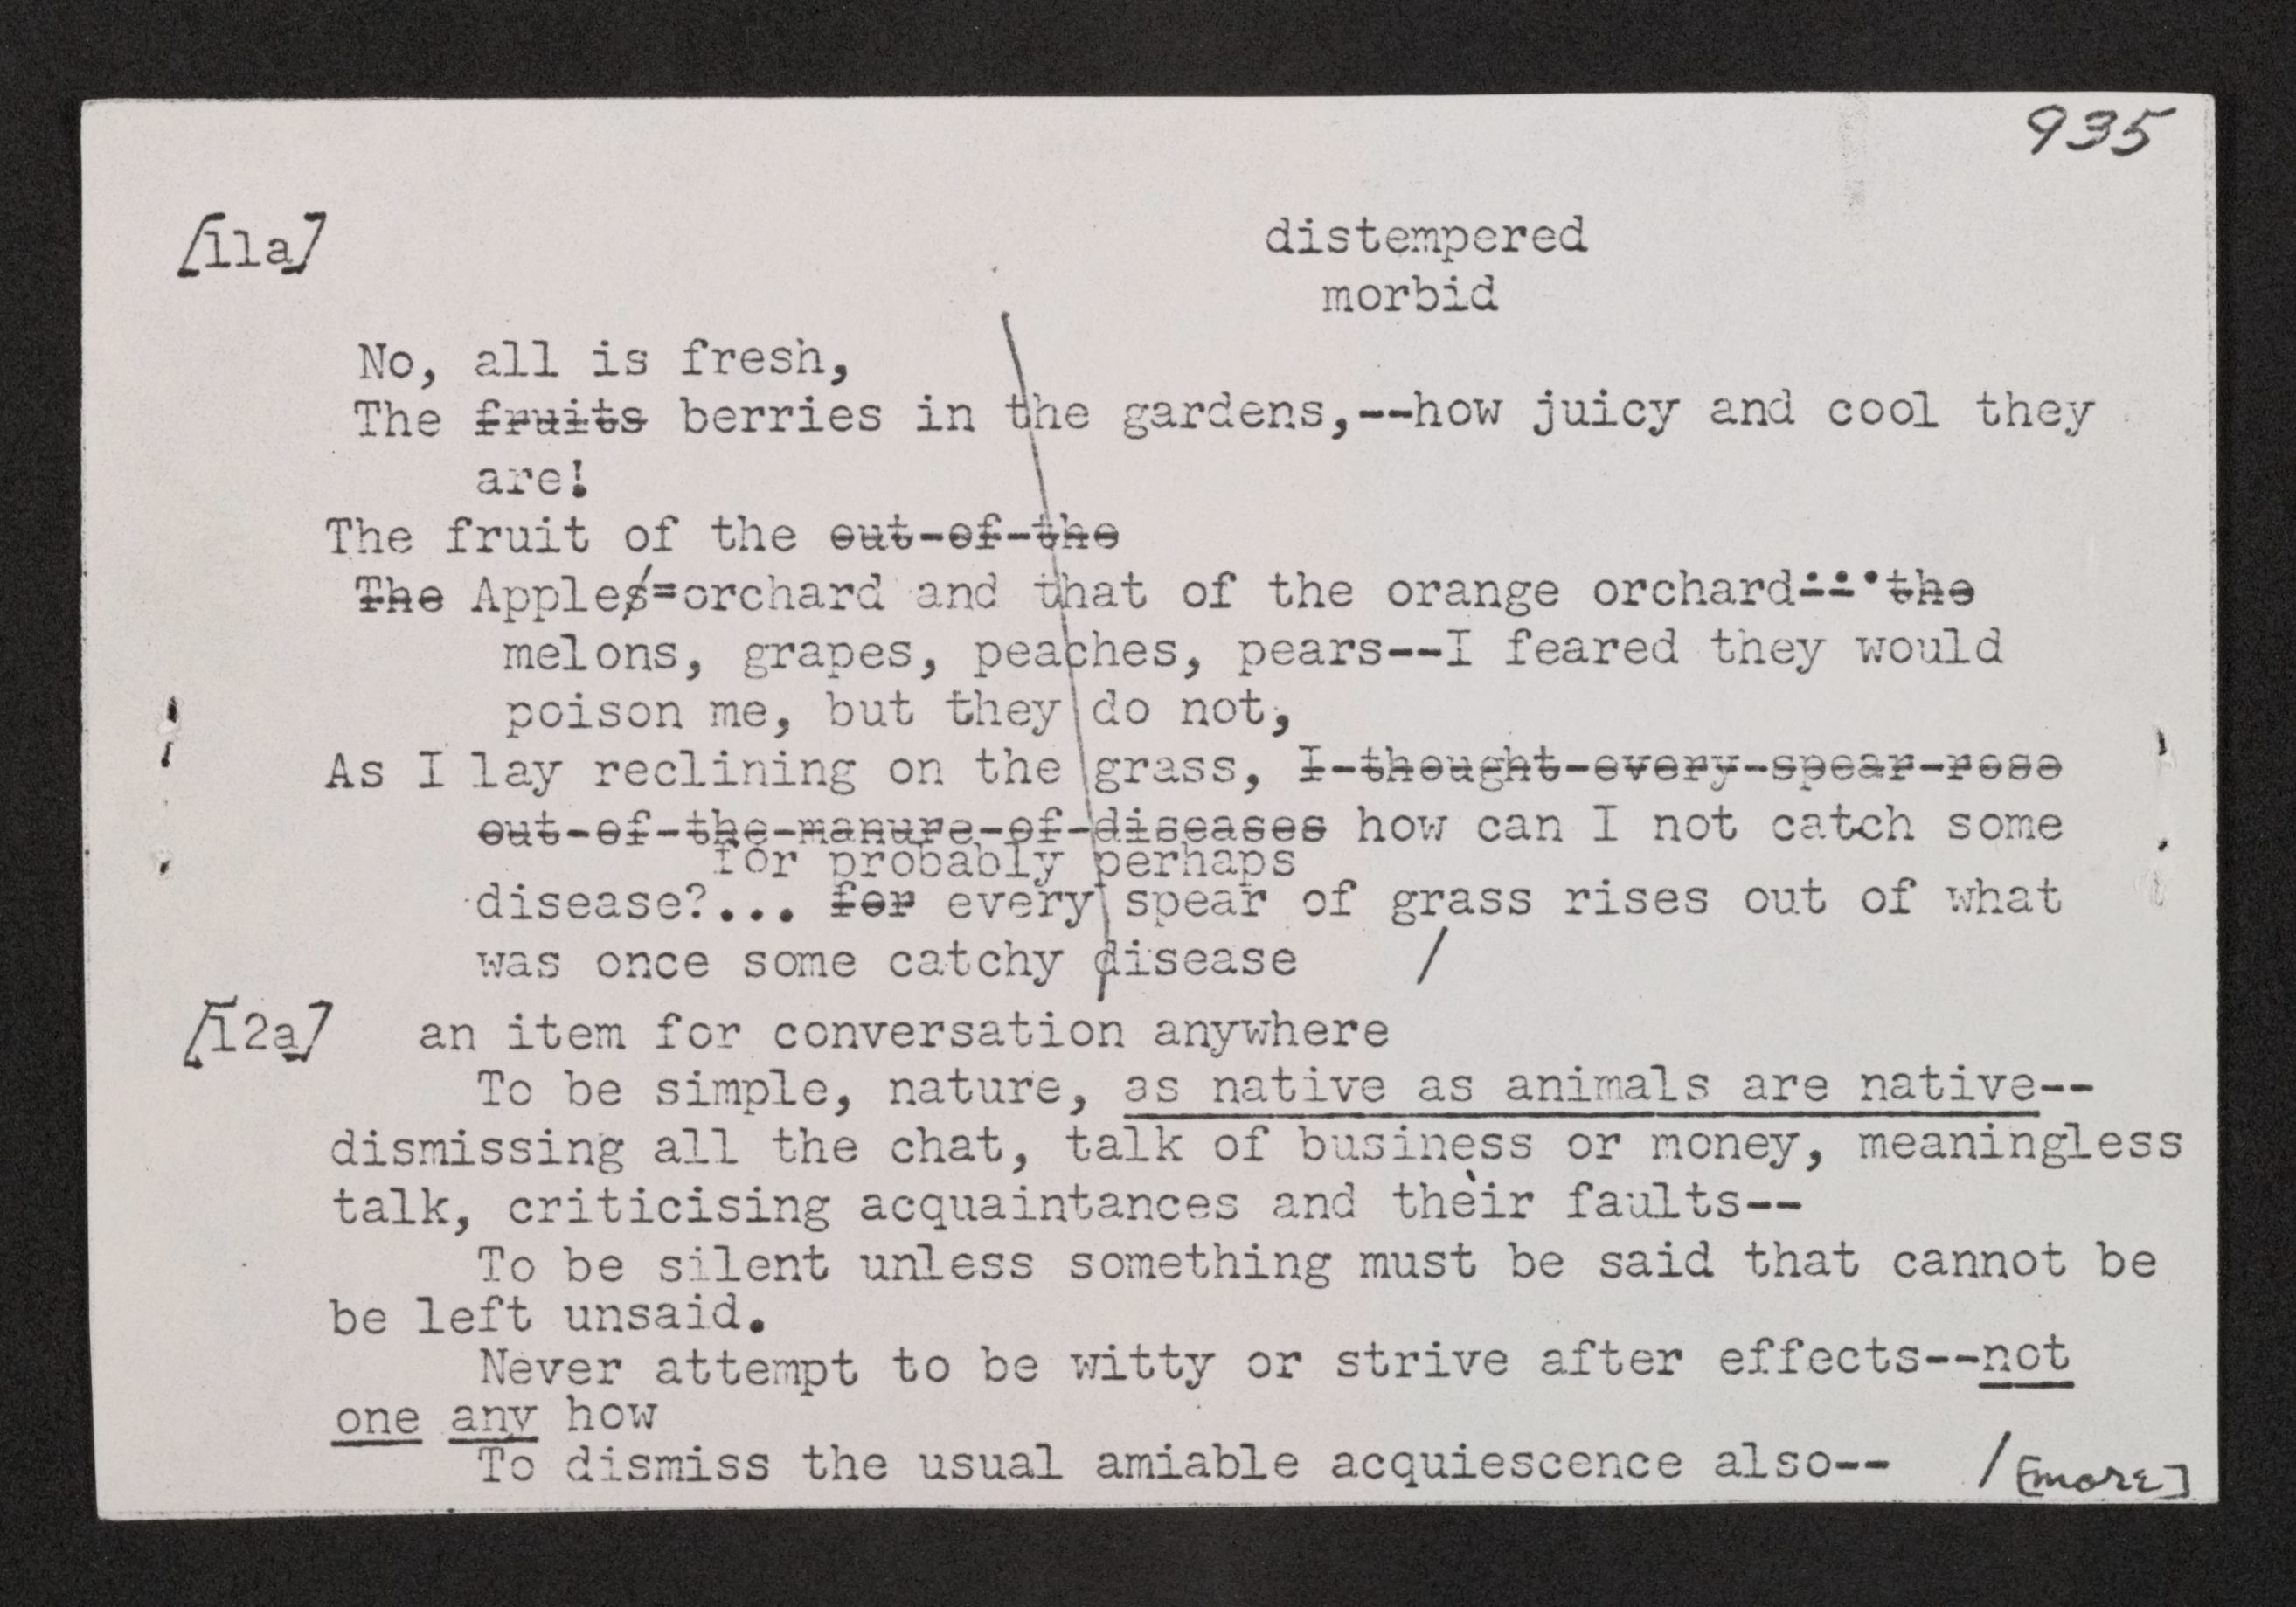 935
[11a]
distempered
morbid
No, all is fresh,
The fruits berries in the gardens,--how juicy and cool they
are!
The fruit of the out-of-the
The Apples=orchard and that of the orange orchard--·the
melons, grapes, peaches, pears--I feared they would
poison me, but they do not,
As I lay reclining on the grass, I-thought-every-spear-rose
out-of-the-manure-of-diseases how can I not catch some
for probably perhaps
disease?... for every spear of grass rises out of what
was once some catchy disease /
[12a] an item for conversation anywhere
To be simple, nature, as native as animals are native--
dismissing all the chat, talk of business or money, meaningless
talk, criticising acquaintances and their faults--
To be silent unless something must be said that cannot be
be left unsaid.
Never attempt to be witty or strive after effects--not
one any how
To dismiss the usual amiable acquiescence also-- / [more]